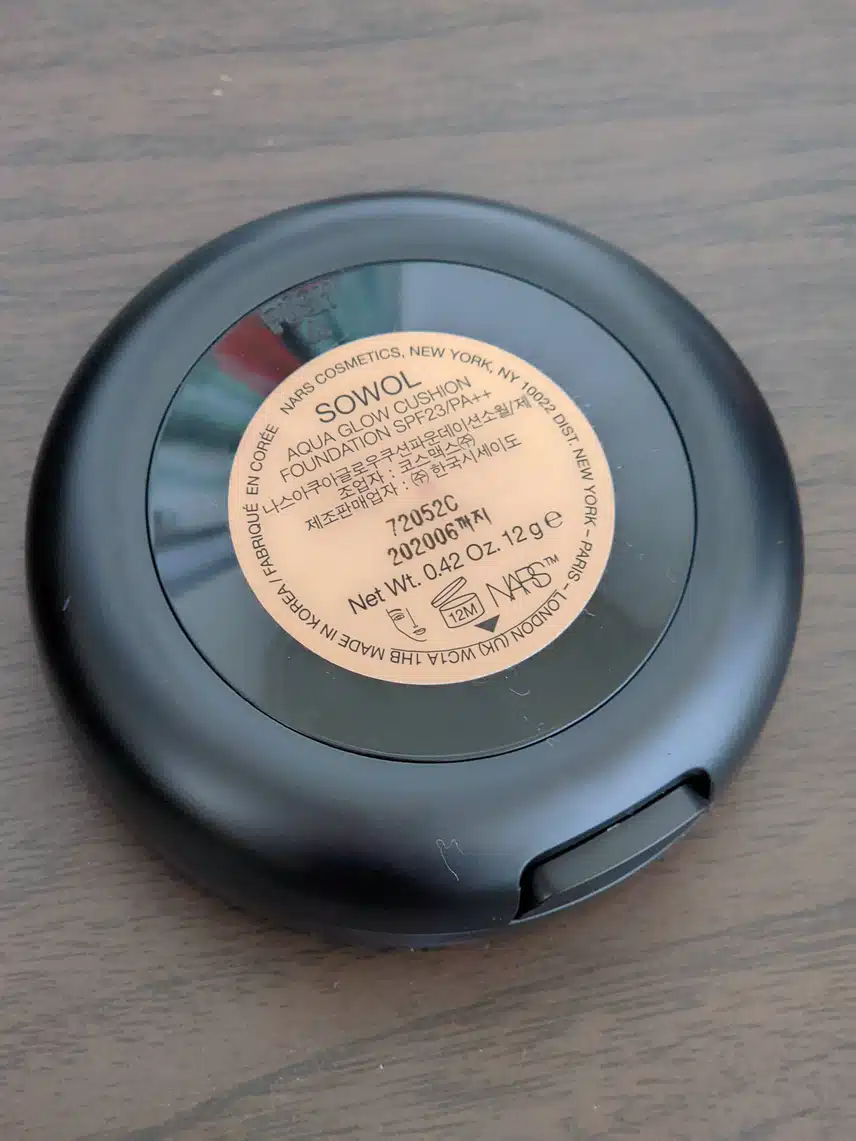 NARS COSMETICS, NEW YORK, NY 10022 DIST. NEW YORK – PARIS – LONDON (UK) WC1A 1HB MADE IN KOREA / FABRIQUÉ EN CORÉE
SOWOL
AQUA GLOW CUSHION
FOUNDATION SPF23/PA++
나스아쿠아글로우쿠션파운데이션소월/제
조업자 : 코스맥스㈜
제조판매업자 : ㈜한국시세이도
72052C
202006까지
Net Wt. 0.42 Oz. 12 g e
12M
NARS™